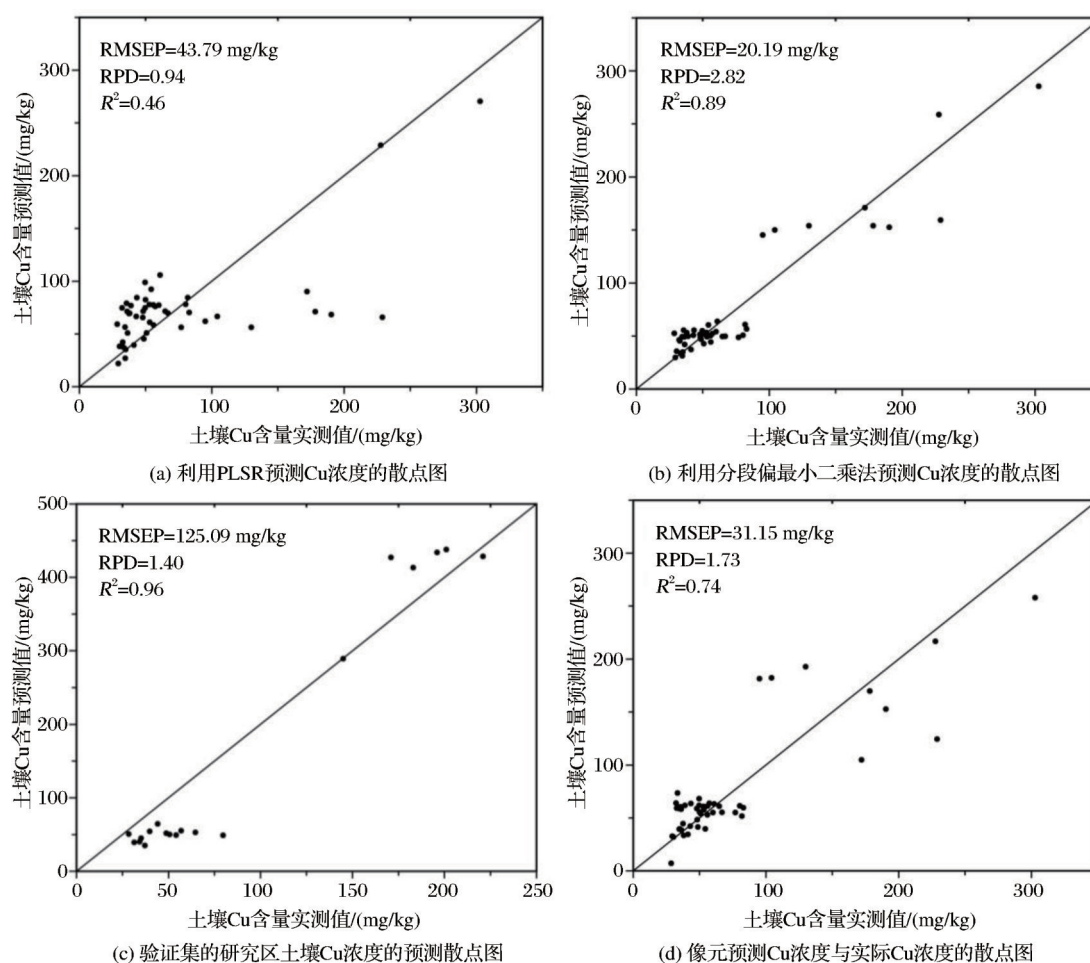 RMSEP=43.79 mg/kg
RPD=0.94
R²=0.46
土壤Cu含量预测值/(mg/kg)
300
200
100
0
0 100 200 300
土壤Cu含量实测值/(mg/kg)
(a) 利用PLSR预测Cu浓度的散点图
RMSEP=20.19 mg/kg
RPD=2.82
R²=0.89
土壤Cu含量预测值/(mg/kg)
300
200
100
0
0 100 200 300
土壤Cu含量实测值/(mg/kg)
(b) 利用分段偏最小二乘法预测Cu浓度的散点图
RMSEP=125.09 mg/kg
RPD=1.40
R²=0.96
土壤Cu含量预测值/(mg/kg)
500
400
300
200
100
0
0 50 100 150 200 250
土壤Cu含量实测值/(mg/kg)
(c) 验证集的研究区土壤Cu浓度的预测散点图
RMSEP=31.15 mg/kg
RPD=1.73
R²=0.74
土壤Cu含量预测值/(mg/kg)
300
200
100
0
0 100 200 300
土壤Cu含量实测值/(mg/kg)
(d) 像元预测Cu浓度与实际Cu浓度的散点图